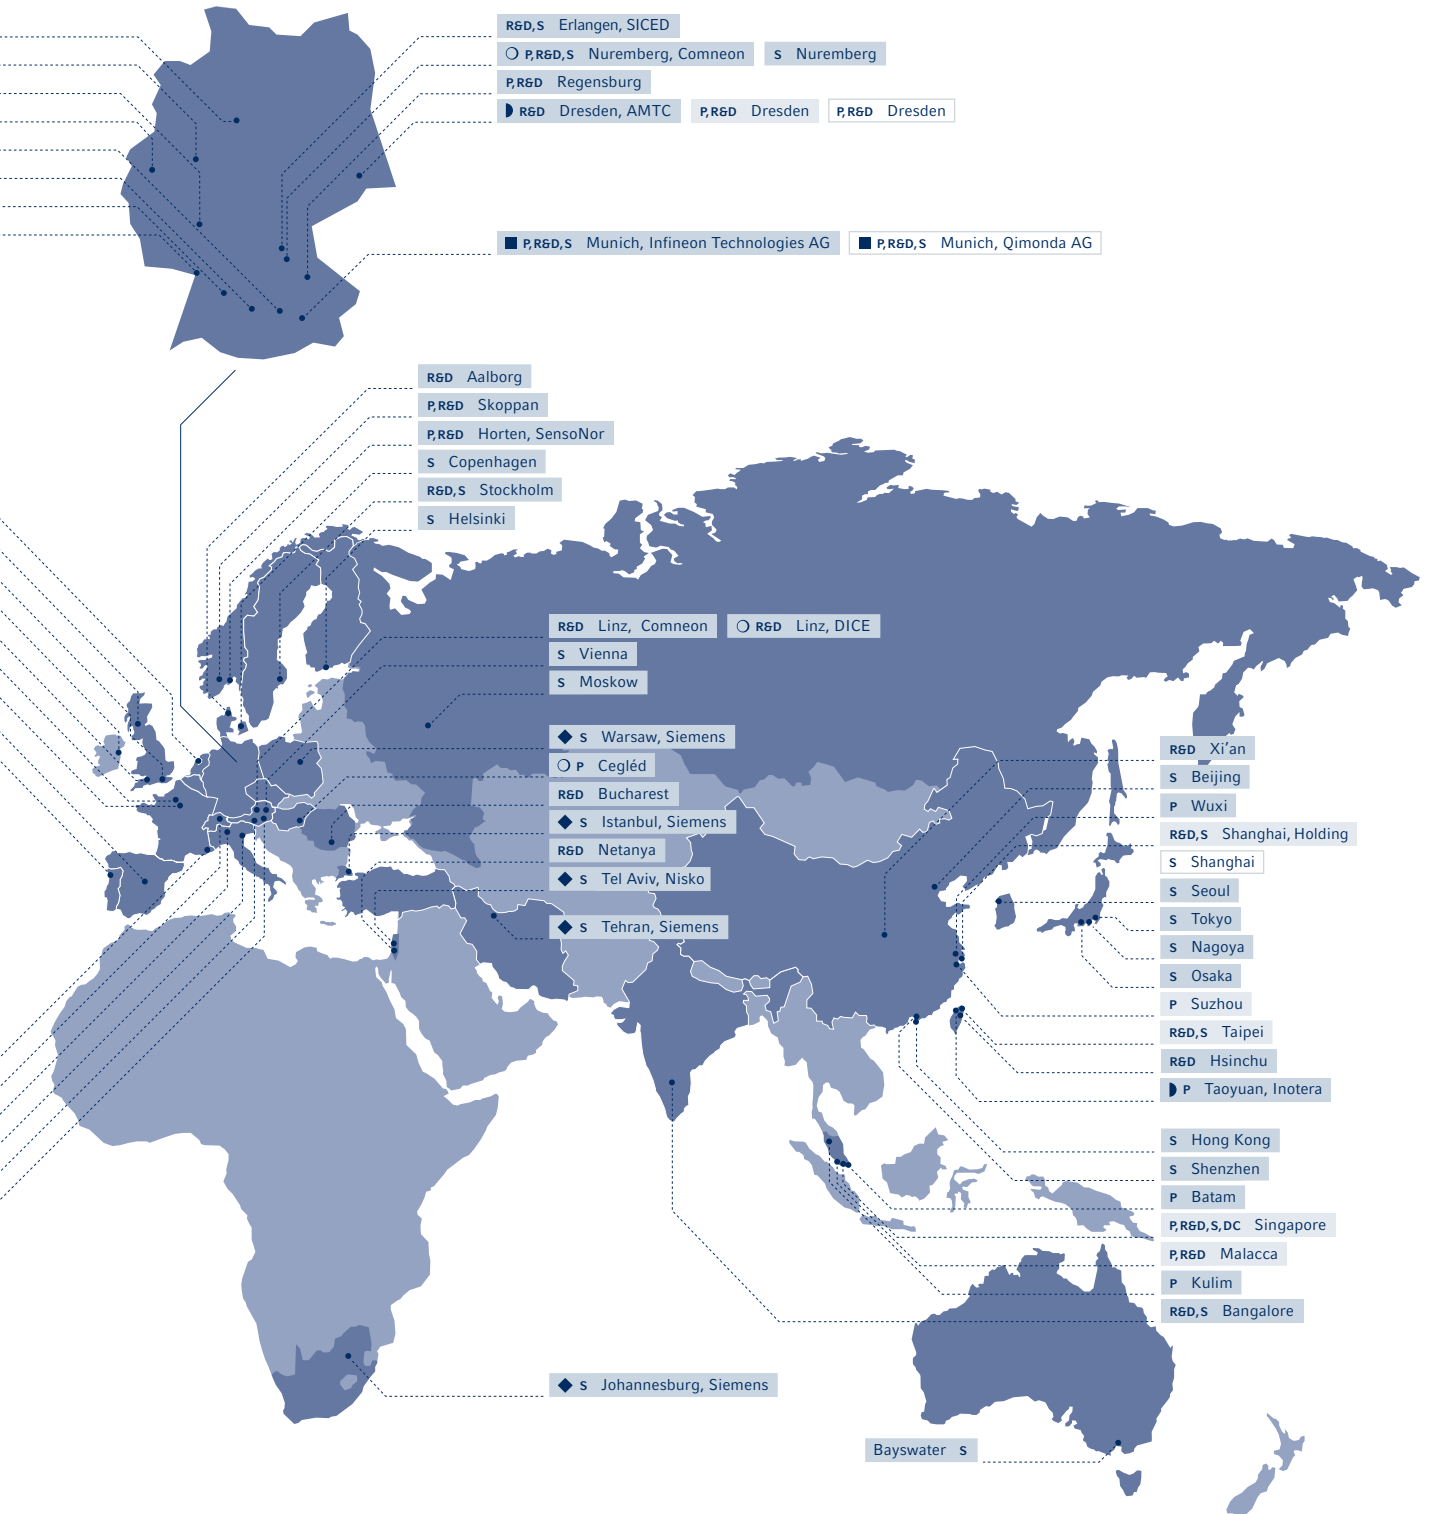 R&D,S Erlangen, SICED
P,R&D,S Nuremberg, Comneon S Nuremberg
P,R&D Regensburg
R&D Dresden, AMTC P,R&D Dresden P,R&D Dresden
P,R&D,S Munich, Infineon Technologies AG P,R&D,S Munich, Qimonda AG
R&D Aalborg
P,R&D Skoppan
P,R&D Horten, SensoNor
S Copenhagen
R&D,S Stockholm
S Helsinki
R&D Linz, Comneon R&D Linz, DICE
S Vienna
S Moskow
S Warsaw, Siemens
P Cegléd
R&D Bucharest
S Istanbul, Siemens
R&D Netanya
S Tel Aviv, Nisko
S Tehran, Siemens
R&D Xi’an
S Beijing
P Wuxi
R&D,S Shanghai, Holding
S Shanghai
S Seoul
S Tokyo
S Nagoya
S Osaka
P Suzhou
R&D,S Taipei
R&D Hsinchu
P Taoyuan, Inotera
S Hong Kong
S Shenzhen
P Batam
P,R&D,S,DC Singapore
P,R&D Malacca
P Kulim
R&D,S Bangalore
S Johannesburg, Siemens
Bayswater S